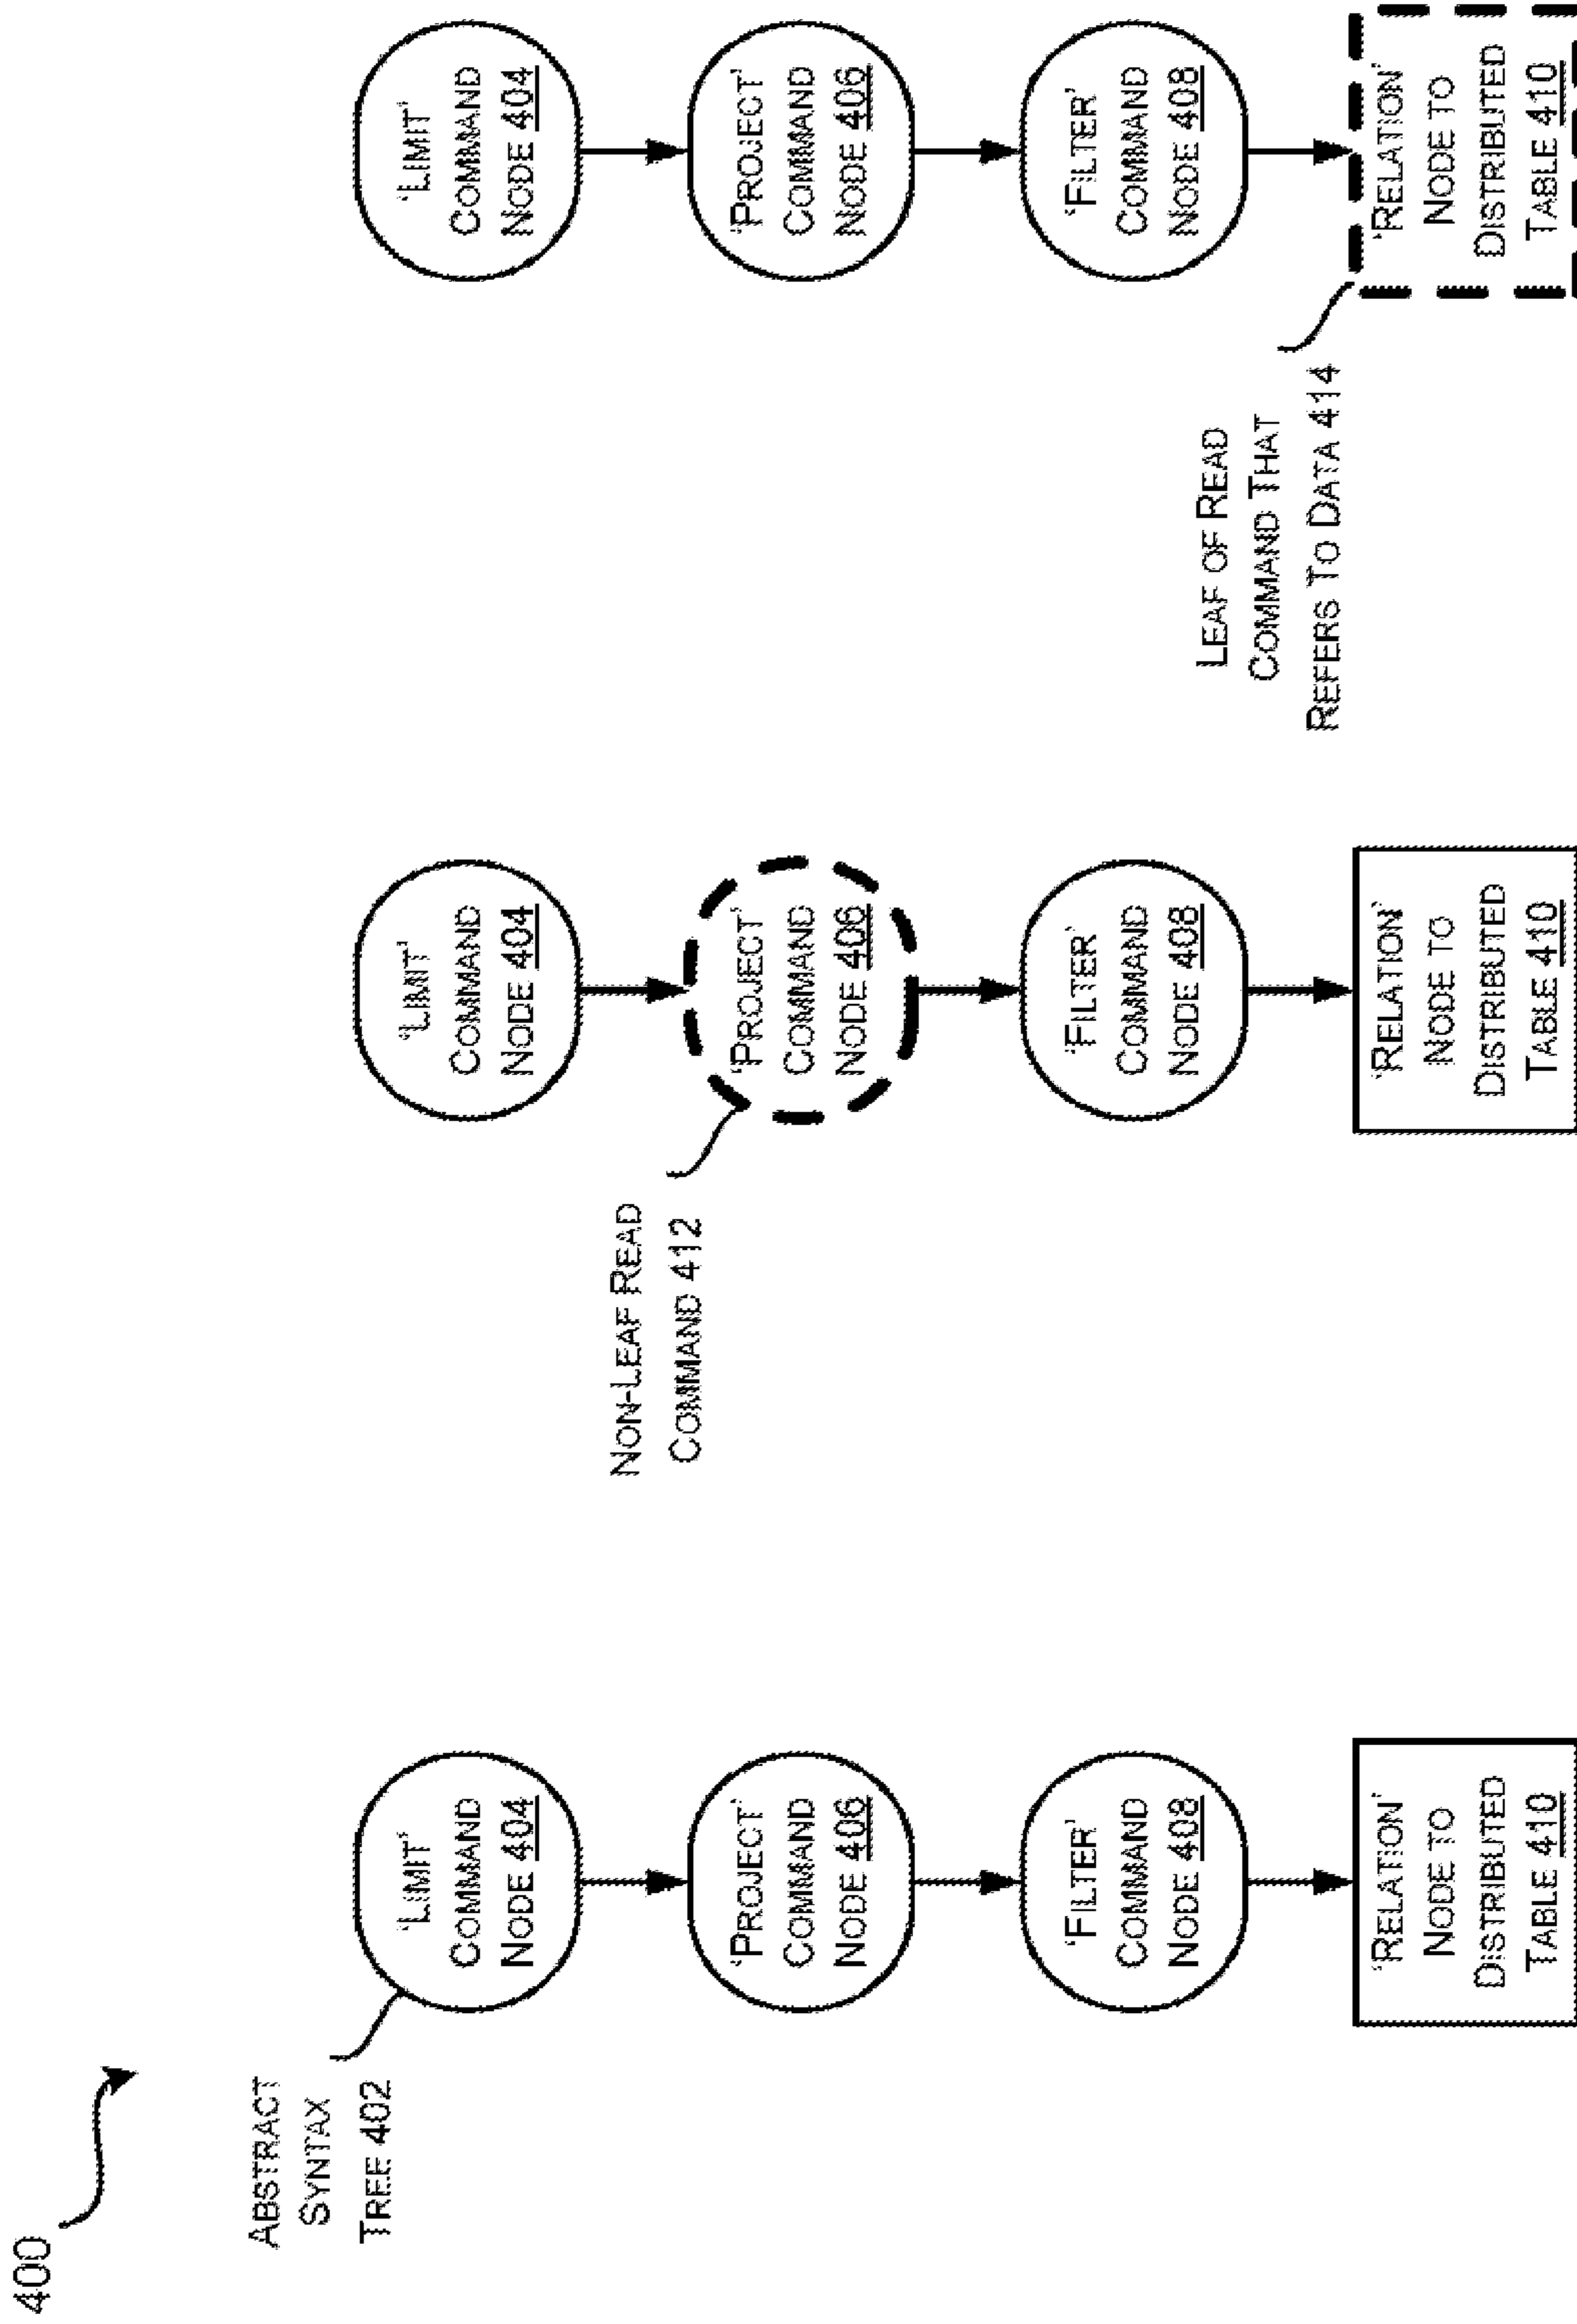 400
ABSTRACT
SYNTAX
TREE 402
'LIMIT'
COMMAND
NODE 404
'PROJECT'
COMMAND
NODE 406
'FILTER'
COMMAND
NODE 408
'RELATION'
NODE TO
DISTRIBUTED
TABLE 410
NON-LEAF READ
COMMAND 412
'LIMIT'
COMMAND
NODE 404
'PROJECT'
COMMAND
NODE 406
'FILTER'
COMMAND
NODE 408
'RELATION'
NODE TO
DISTRIBUTED
TABLE 410
LEAF OF READ
COMMAND THAT
REFERS TO DATA 414
'LIMIT'
COMMAND
NODE 404
'PROJECT'
COMMAND
NODE 406
'FILTER'
COMMAND
NODE 408
'RELATION'
NODE TO
DISTRIBUTED
TABLE 410